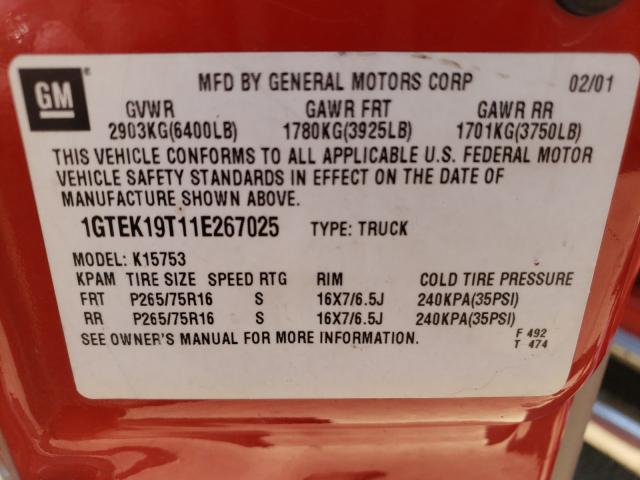 GM ® MFD BY GENERAL MOTORS CORP 02/01
GVWR GAWR FRT GAWR RR
2903KG(6400LB) 1780KG(3925LB) 1701KG(3750LB)
THIS VEHICLE CONFORMS TO ALL APPLICABLE U.S. FEDERAL MOTOR
VEHICLE SAFETY STANDARDS IN EFFECT ON THE DATE OF
MANUFACTURE SHOWN ABOVE.
1GTEK19T11E267025 TYPE: TRUCK
MODEL: K15753
KPAM TIRE SIZE SPEED RTG RIM COLD TIRE PRESSURE
FRT P265/75R16 S 16X7/6.5J 240KPA(35PSI)
RR P265/75R16 S 16X7/6.5J 240KPA(35PSI)
SEE OWNER'S MANUAL FOR MORE INFORMATION.
F 492
T 474